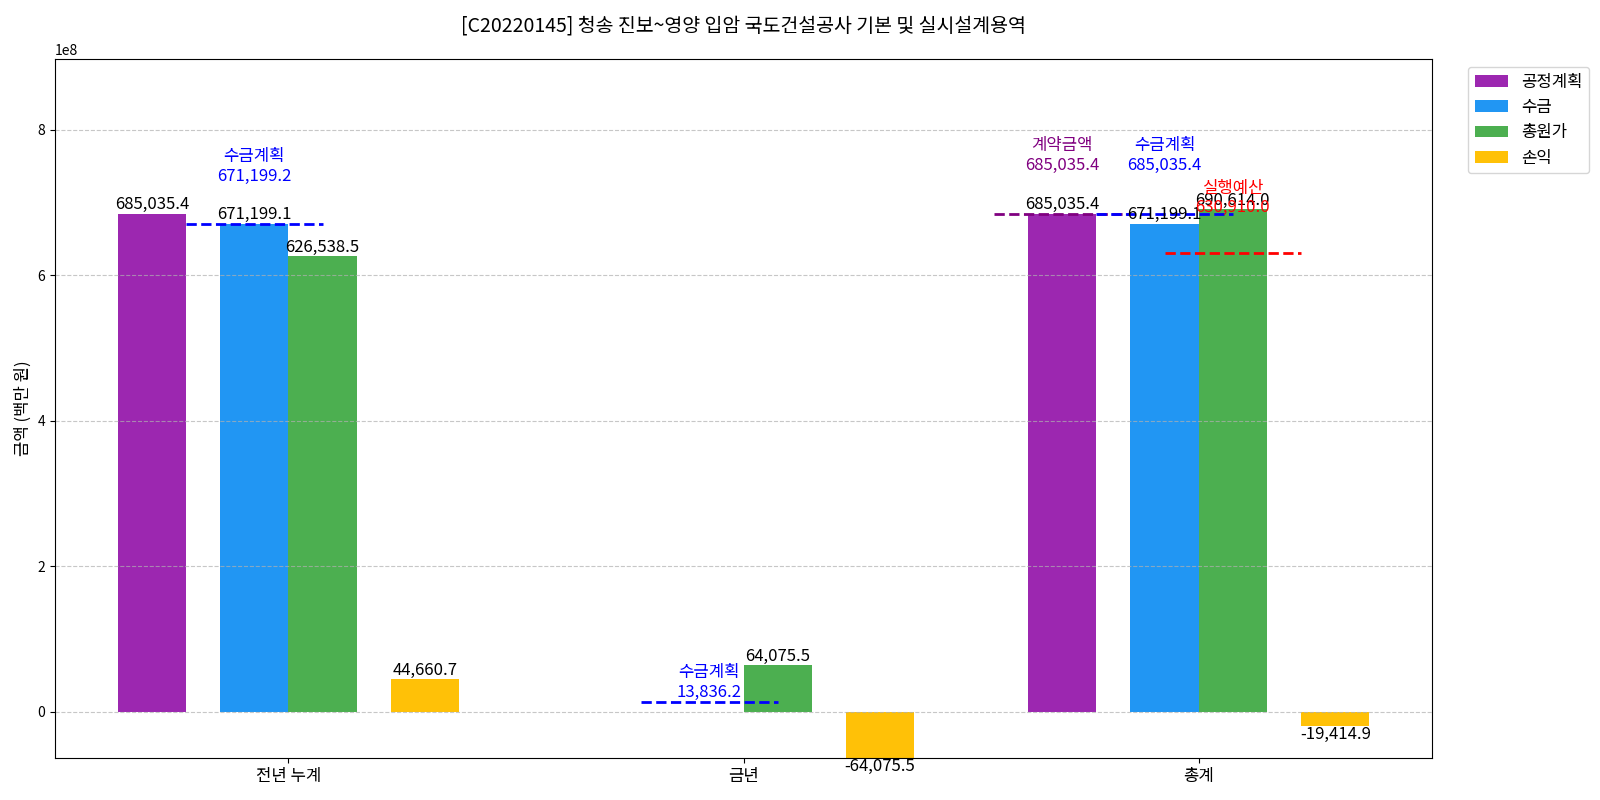 [C20220145] 청송 진보~영양 입암 국도건설공사 기본 및 실시설계용역
1e8
8
6
4
2
0
금액 (백만 원)
공정계획
수금
총원가
손익
수금계획
671,199.2
685,035.4
671,199.1
626,538.5
44,660.7
수금계획
13,836.2
64,075.5
-64,075.5
계약금액
685,035.4
수금계획
685,035.4
실행예산
630,910.0
690,614.0
685,035.4
671,199.1
-19,414.9
전년 누계
금년
총계